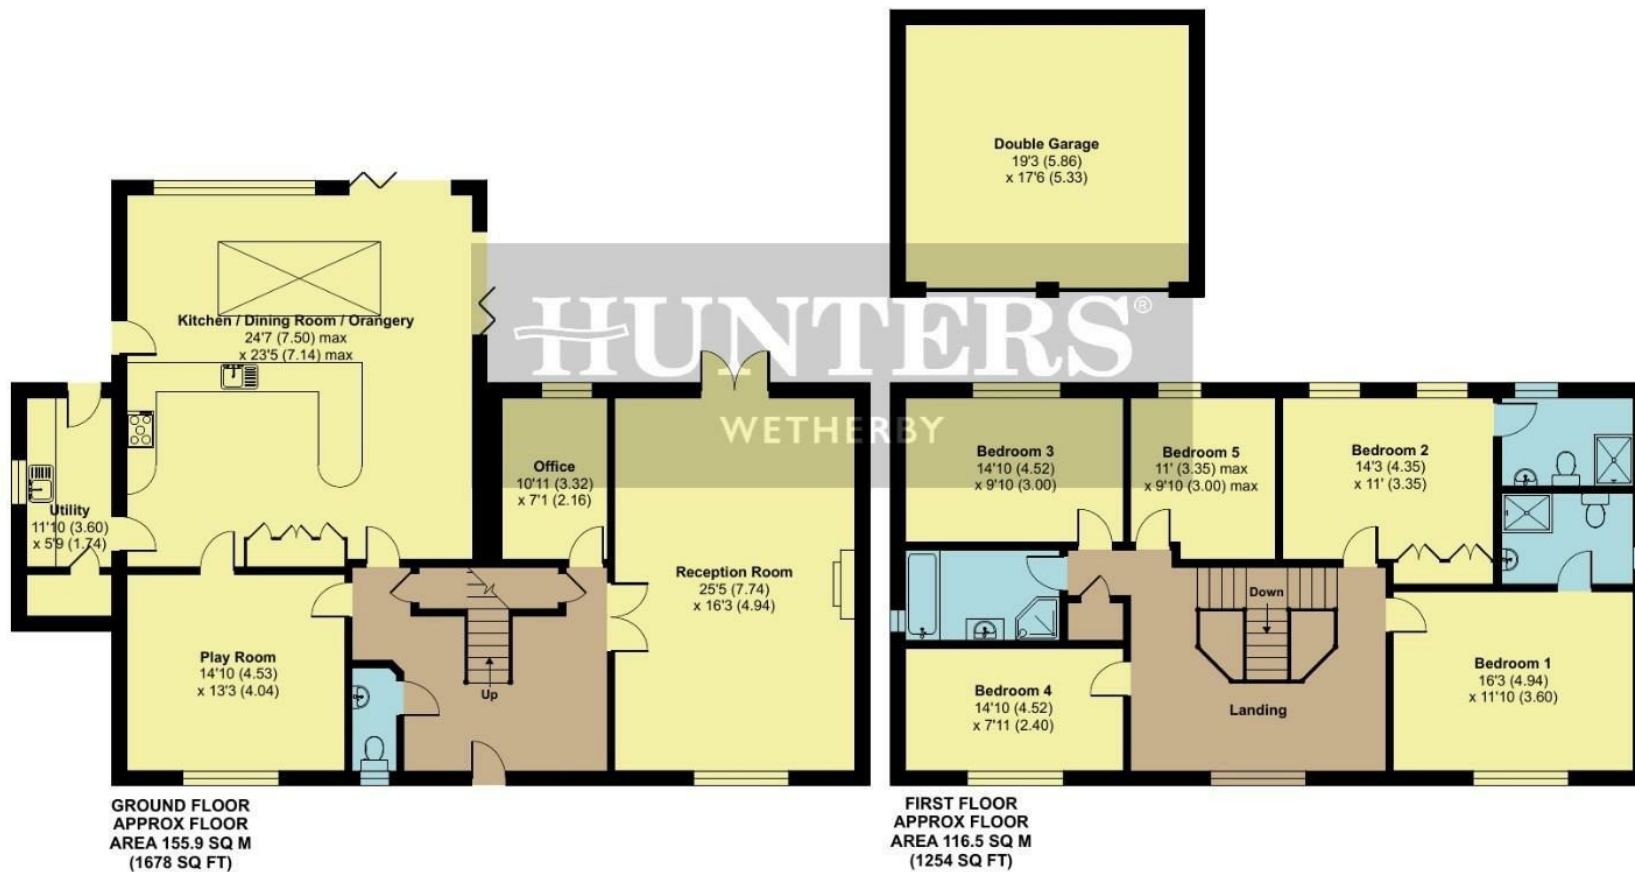 Double Garage
19'3 (5.86)
x 17'6 (5.33)
Kitchen / Dining Room / Orangery
24'7 (7.50) max
x 23'5 (7.14) max
HUNTERS®
WETHERBY
Utility
11'10 (3.60)
x 5'9 (1.74)
Office
10'11 (3.32)
x 7'1 (2.16)
Reception Room
25'5 (7.74)
x 16'3 (4.94)
Play Room
14'10 (4.53)
x 13'3 (4.04)
Up
Bedroom 3
14'10 (4.52)
x 9'10 (3.00)
Bedroom 5
11' (3.35) max
x 9'10 (3.00) max
Bedroom 2
14'3 (4.35)
x 11' (3.35)
Down
Bedroom 4
14'10 (4.52)
x 7'11 (2.40)
Landing
Bedroom 1
16'3 (4.94)
x 11'10 (3.60)
GROUND FLOOR
APPROX FLOOR
AREA 155.9 SQ M
(1678 SQ FT)
FIRST FLOOR
APPROX FLOOR
AREA 116.5 SQ M
(1254 SQ FT)